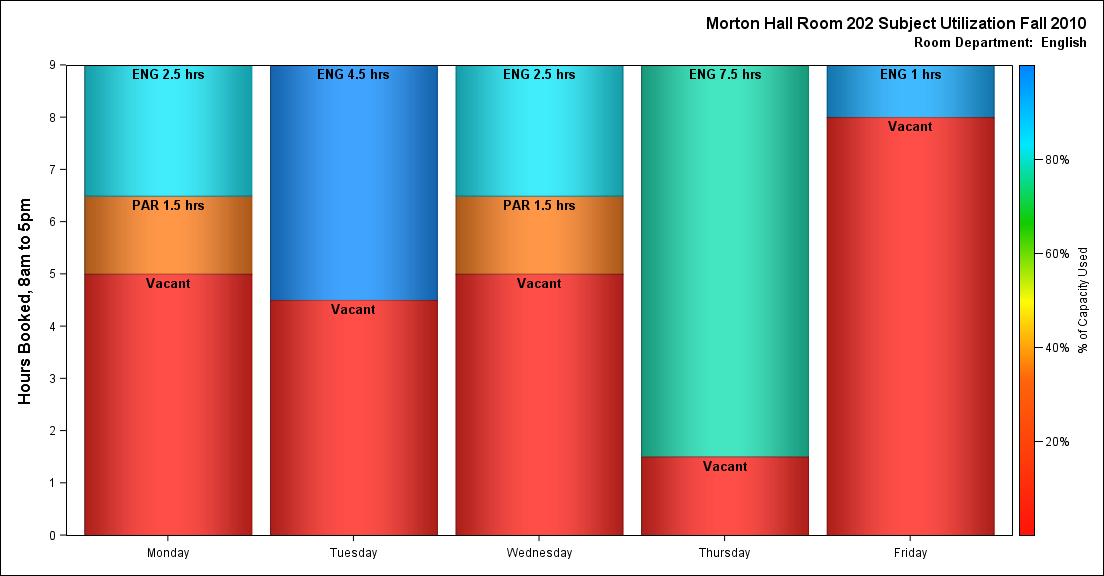 Morton Hall Room 202 Subject Utilization Fall 2010
Room Department:  English
Hours Booked, 8am to 5pm
9
8
7
6
5
4
3
2
1
0
ENG 2.5 hrs
PAR 1.5 hrs
Vacant
ENG 4.5 hrs
Vacant
ENG 2.5 hrs
PAR 1.5 hrs
Vacant
ENG 7.5 hrs
Vacant
ENG 1 hrs
Vacant
Monday
Tuesday
Wednesday
Thursday
Friday
80%
60%
40%
20%
% of Capacity Used